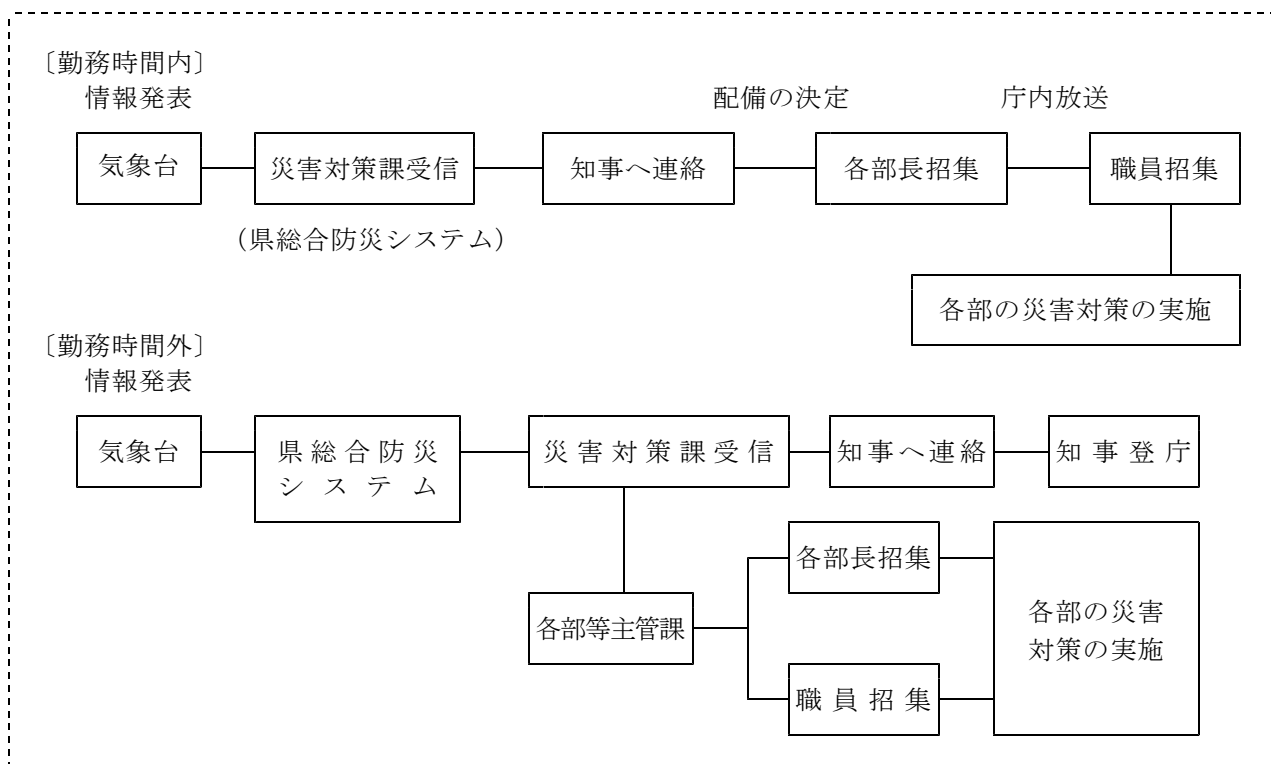 〔勤務時間内〕
情報発表
配備の決定
庁内放送
気象台
災害対策課受信
知事へ連絡
各部長招集
職員招集
（県総合防災システム）
各部の災害対策の実施
〔勤務時間外〕
情報発表
気象台
県総合防災
システム
災害対策課受信
知事へ連絡
知事登庁
各部長招集
各部等主管課
職員招集
各部の災害
対策の実施